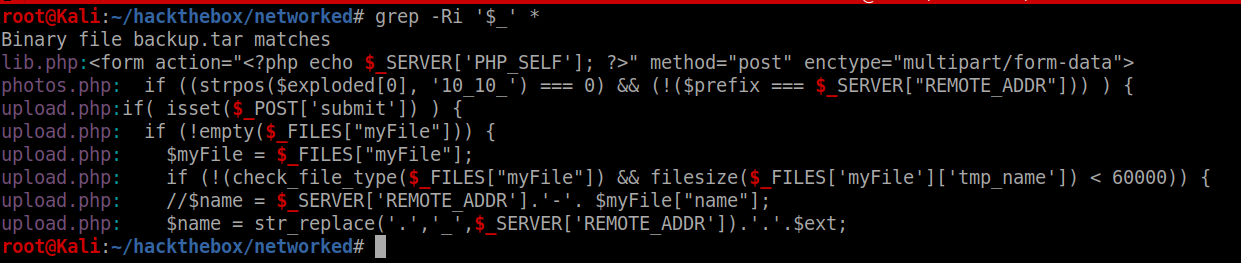 root@Kali:~/hackthebox/networked# grep -Ri '$_' *
Binary file backup.tar matches
lib.php:<form action="<?php echo $_SERVER['PHP_SELF']; ?>" method="post" enctype="multipart/form-data">
photos.php:  if ((strpos($exploded[0], '10_10_') === 0) && (!($prefix === $_SERVER["REMOTE_ADDR"])) ) {
upload.php:if( isset($_POST['submit']) ) {
upload.php:  if (!empty($_FILES["myFile"])) {
upload.php:    $myFile = $_FILES["myFile"];
upload.php:    if (!(check_file_type($_FILES["myFile"]) && filesize($_FILES['myFile']['tmp_name']) < 60000)) {
upload.php:    //$name = $_SERVER['REMOTE_ADDR'].'-'. $myFile["name"];
upload.php:    $name = str_replace('.','_',$_SERVER['REMOTE_ADDR']).'.'.$ext;
root@Kali:~/hackthebox/networked#